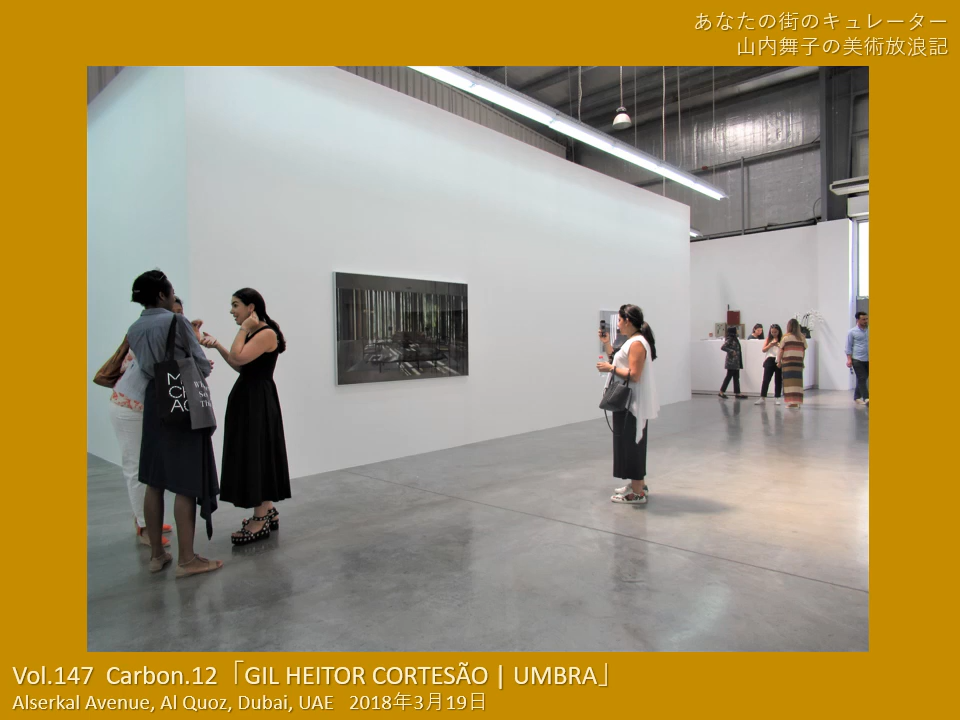 あなたの街のキュレーター
山内舞子の美術放浪記
Vol.147 Carbon.12「GIL HEITOR CORTESÃO | UMBRA」
Alserkal Avenue, Al Quoz, Dubai, UAE 2018年3月19日